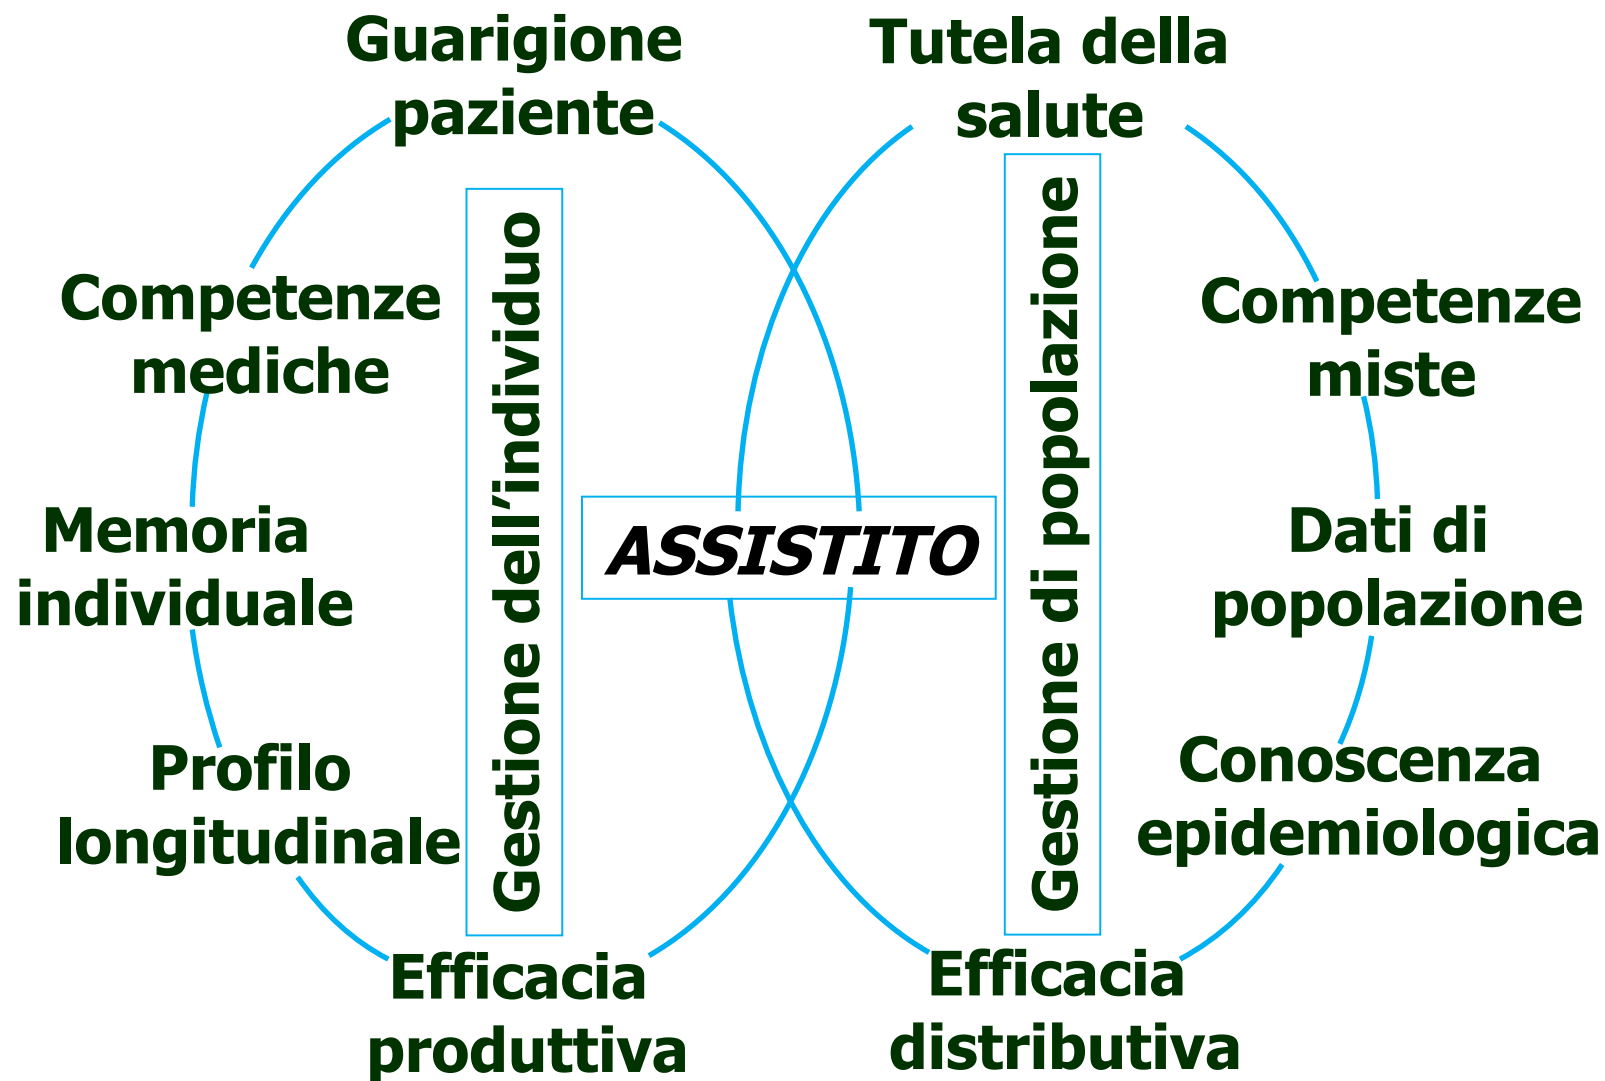 Guarigione
paziente
Tutela della
salute
Competenze
mediche
Gestione dell'individuo
Gestione di popolazione
Competenze
miste
Memoria
individuale
ASSISTITO
Dati di
popolazione
Profilo
longitudinale
Conoscenza
epidemiologica
Efficacia
produttiva
Efficacia
distributiva